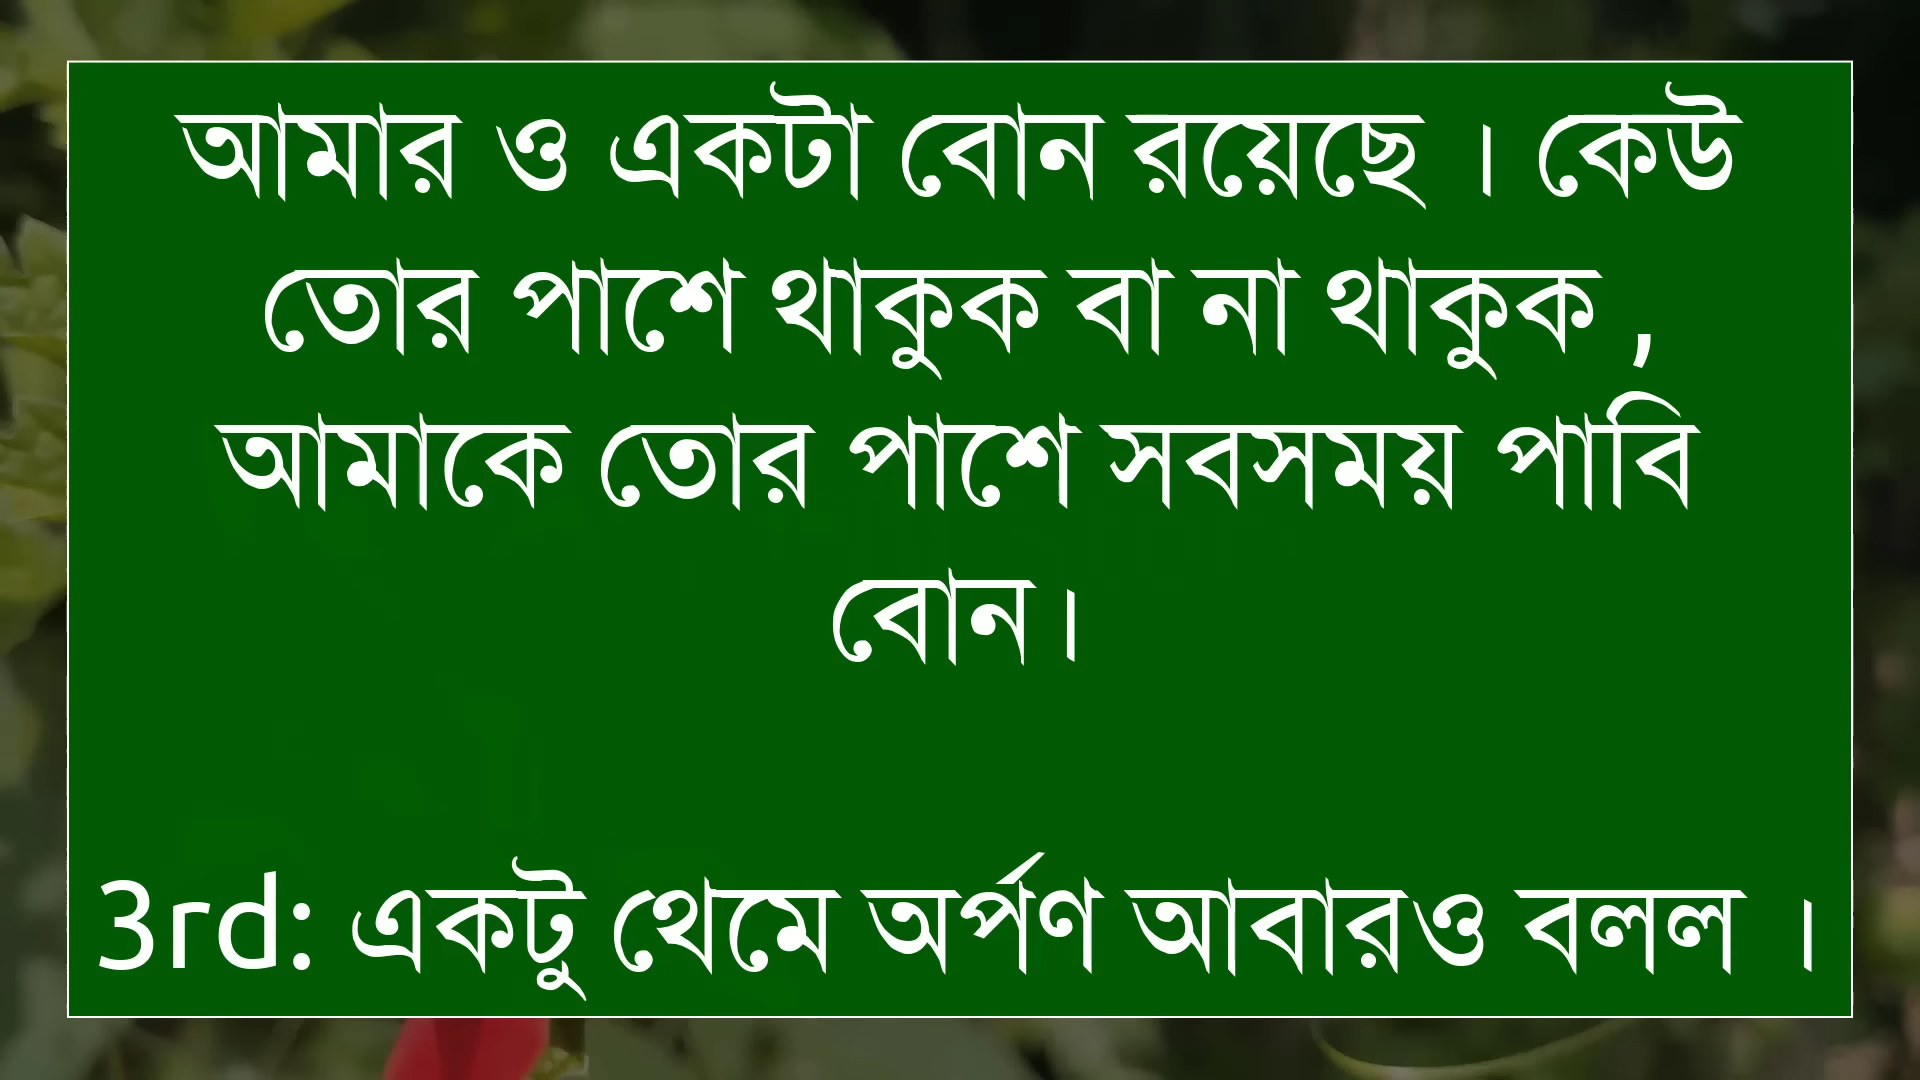 আমার ও একটা বোন রয়েছে । কেউ
তোর পাশে থাকুক বা না থাকুক ,
আমাকে তোর পাশে সবসময় পাবি
বোন।
3rd: একটু থেমে অর্পণ আবারও বলল ।